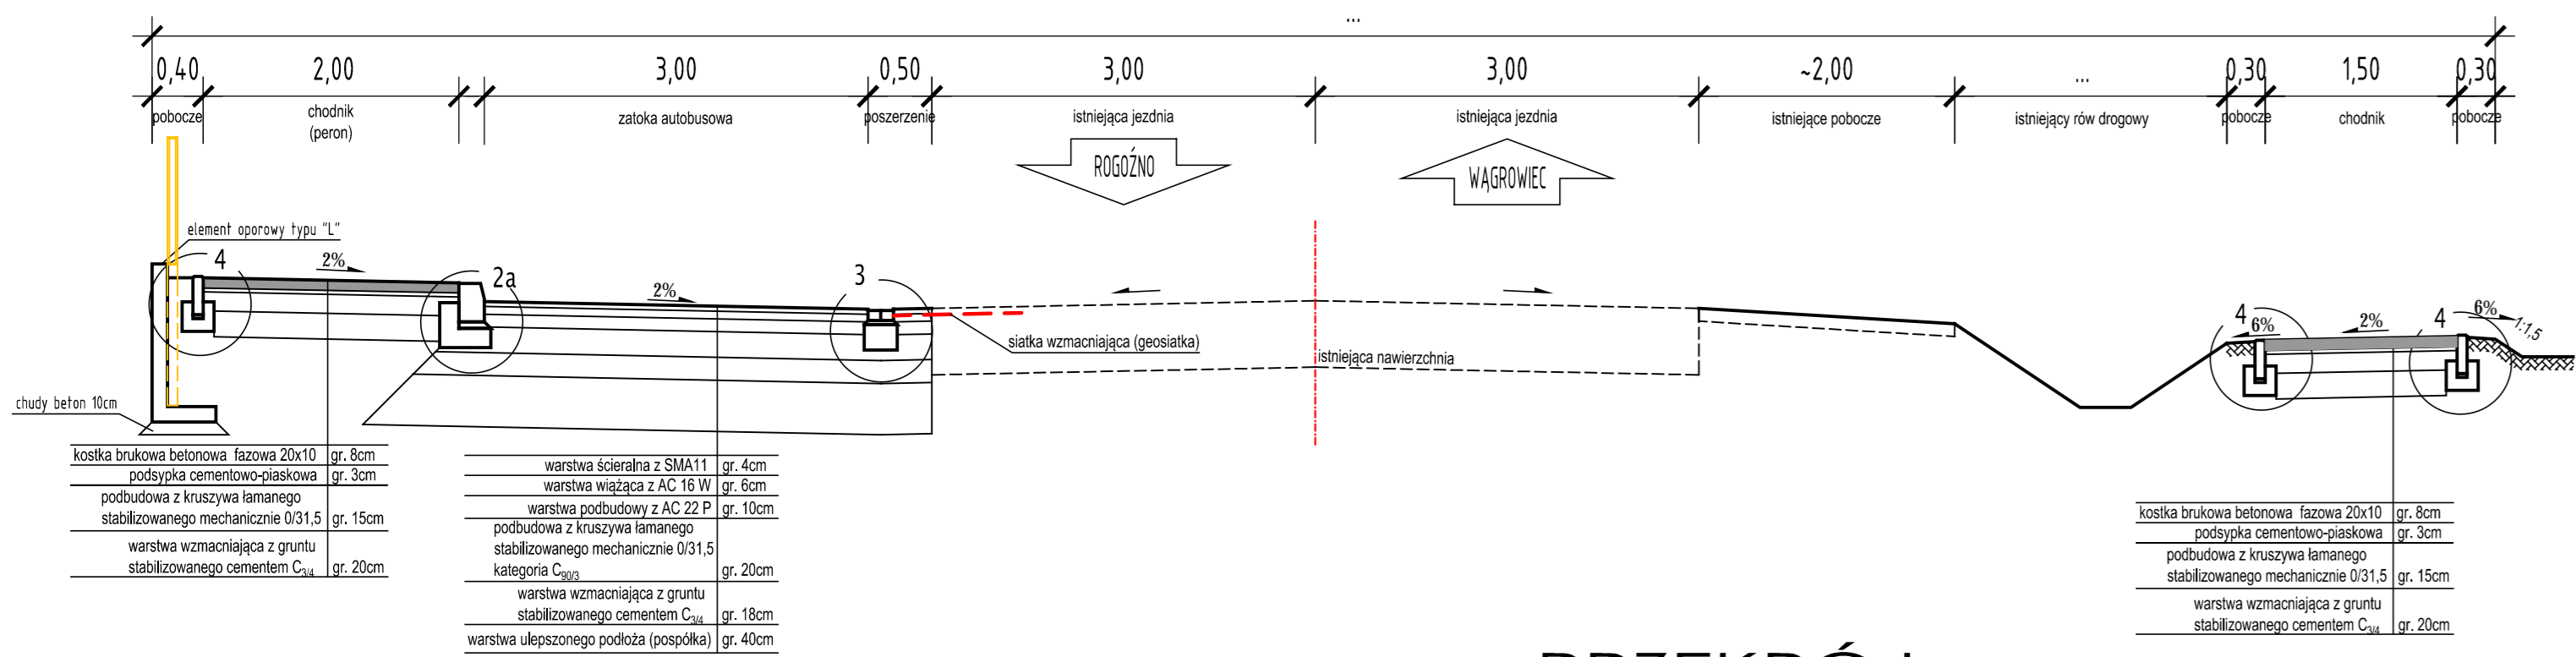 ...
0,40 2,00 3,00 0,50 3,00 3,00 ~2,00 ... 0,30 1,50 0,30
pobocze chodnik zatoka autobusowa poszerzenie istniejąca jezdnia istniejąca jezdnia istniejące pobocze istniejący rów drogowy pobocze chodnik pobocze
(peron)
ROGOŹNO
WĄGROWIEC
element oporowy typu "L"
4
2%
2a
2%
3
siatka wzmacniająca (geosiatka)
istniejąca nawierzchnia
4
6%
2%
4
6%
1:1,5
chudy beton 10cm
kostka brukowa betonowa fazowa 20x10 gr. 8cm
podsypka cementowo-piaskowa gr. 3cm
podbudowa z kruszywa łamanego
stabilizowanego mechanicznie 0/31,5 gr. 15cm
warstwa wzmacniająca z gruntu
stabilizowanego cementem C3/4 gr. 20cm
warstwa ścieralna z SMA11 gr. 4cm
warstwa wiążąca z AC 16 W gr. 6cm
warstwa podbudowy z AC 22 P gr. 10cm
podbudowa z kruszywa łamanego
stabilizowanego mechanicznie 0/31,5
kategoria C90/3 gr. 20cm
warstwa wzmacniająca z gruntu
stabilizowanego cementem C3/4 gr. 18cm
warstwa ulepszonego podłoża (pospółka) gr. 40cm
kostka brukowa betonowa fazowa 20x10 gr. 8cm
podsypka cementowo-piaskowa gr. 3cm
podbudowa z kruszywa łamanego
stabilizowanego mechanicznie 0/31,5 gr. 15cm
warstwa wzmacniająca z gruntu
stabilizowanego cementem C3/4 gr. 20cm